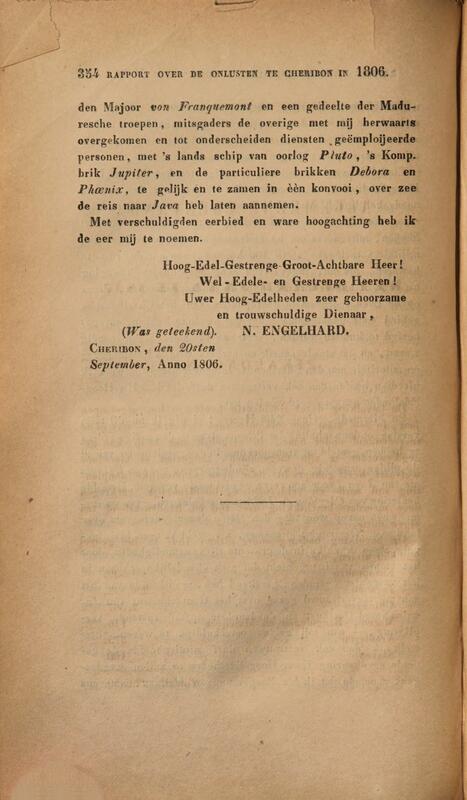 354 RAPPORT OVER DE ONLUSTEN TE CHERIBON IN 1806.
den Majoor von Franquemont en een gedeelte der Madu-
resche troepen, mitsgaders de overige met mij herwaarts
overgekomen en tot onderscheiden diensten geëmploijeerde
personen, met 's lands schip van oorlog Pluto, 's Komp.
brik Jupiter, en de particuliere brikken Debora en
Phœnix, te gelijk en te zamen in èèn konvooi, over zee
de reis naar Java heb laten aannemen.
Met verschuldigden eerbied en ware hoogachting heb ik
de eer mij te noemen.
Hoog-Edel-Gestrenge Groot-Achtbare Heer!
Wel-Edele- en Gestrenge Heeren!
Uwer Hoog-Edelheden zeer gehoorzame
en trouwschuldige Dienaar,
(Was geteekend). N. ENGELHARD.
CHERIBON, den 20sten
September, Anno 1806.